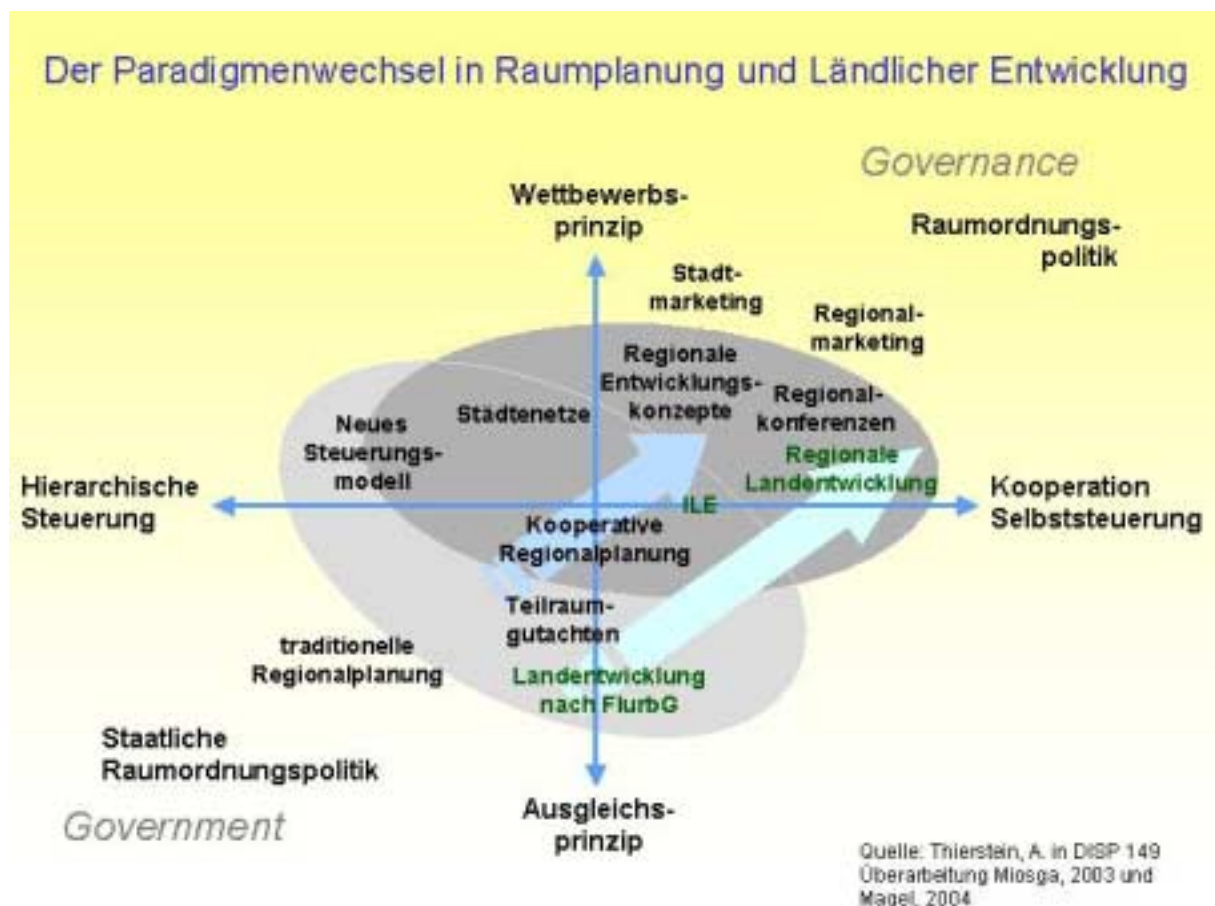 Der Paradigmenwechsel in Raumplanung und Ländlicher Entwicklung
Governance
Wettbewerbs-
prinzip
Raumordnungs-
politik
Stadt-
marketing
Regional-
marketing
Regionale
Entwicklungs-
konzepte
Regional-
konferenzen
Städtenetze
Neues
Steuerungs-
modell
Regionale
Landentwicklung
Hierarchische
Steuerung
ILE
Kooperation
Selbststeuerung
Kooperative
Regionalplanung
Teilraum-
gutachten
traditionelle
Regionalplanung
Landentwicklung
nach FlurbG
Staatliche
Raumordnungspolitik
Government
Ausgleichs-
prinzip
Quelle: Thierstein, A. in DISP 149
Überarbeitung Miosga, 2003 und
Magel, 2004